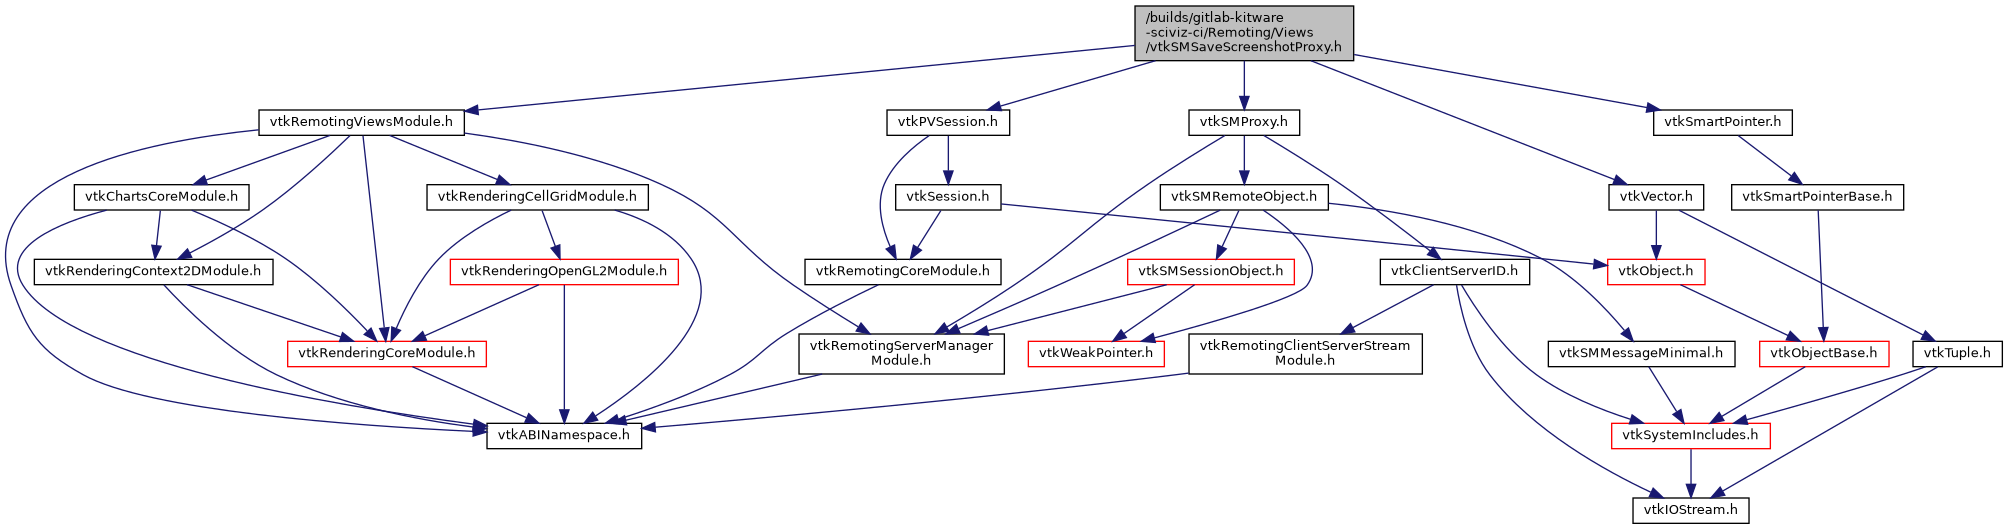 /builds/gitlab-kitware
-sciviz-ci/Remoting/Views
/vtkSMSaveScreenshotProxy.h
vtkRemotingViewsModule.h
vtkPVSession.h
vtkSMProxy.h
vtkSmartPointer.h
vtkChartsCoreModule.h
vtkRenderingCellGridModule.h
vtkSession.h
vtkSMRemoteObject.h
vtkVector.h
vtkSmartPointerBase.h
vtkRenderingContext2DModule.h
vtkRenderingOpenGL2Module.h
vtkRemotingCoreModule.h
vtkSMSessionObject.h
vtkClientServerID.h
vtkObject.h
vtkRenderingCoreModule.h
vtkRemotingServerManager
Module.h
vtkWeakPointer.h
vtkRemotingClientServerStream
Module.h
vtkSMMessageMinimal.h
vtkObjectBase.h
vtkTuple.h
vtkABINamespace.h
vtkSystemIncludes.h
vtkIOStream.h